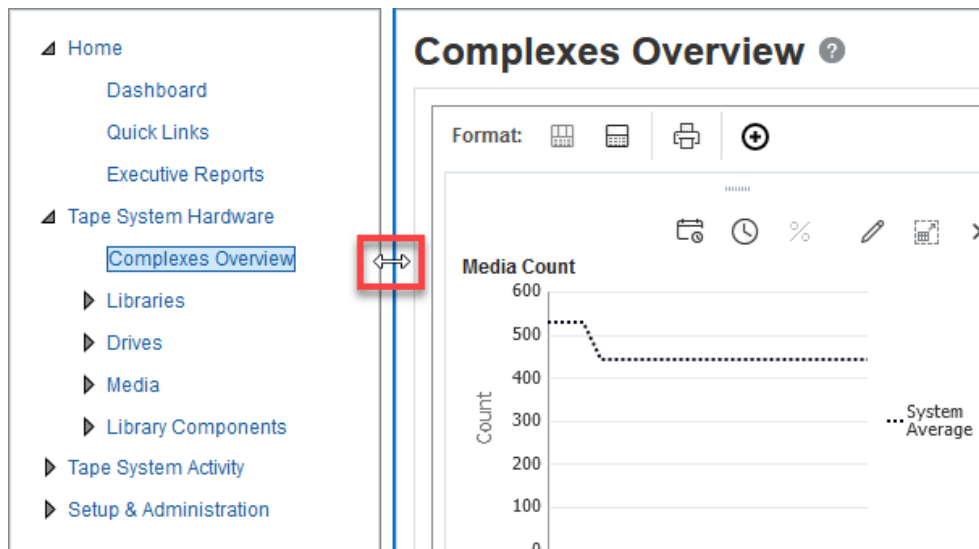 Home
Dashboard
Quick Links
Executive Reports
Tape System Hardware
Complexes Overview
Libraries
Drives
Media
Library Components
Tape System Activity
Setup & Administration
Complexes Overview ?
Format:
%
Media Count
600
500
400
300
200
100
0
Count
System
Average